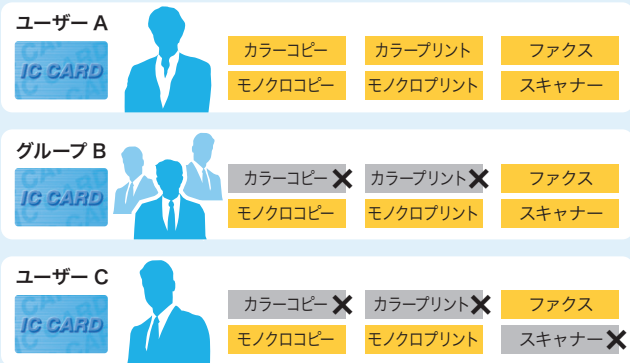 ユーザー A
IC CARD
カラーコピー カラープリント ファクス
モノクロコピー モノクロプリント スキャナー
グループ B
IC CARD
カラーコピー カラープリント ファクス
モノクロコピー モノクロプリント スキャナー
ユーザー C
IC CARD
カラーコピー カラープリント ファクス
モノクロコピー モノクロプリント スキャナー